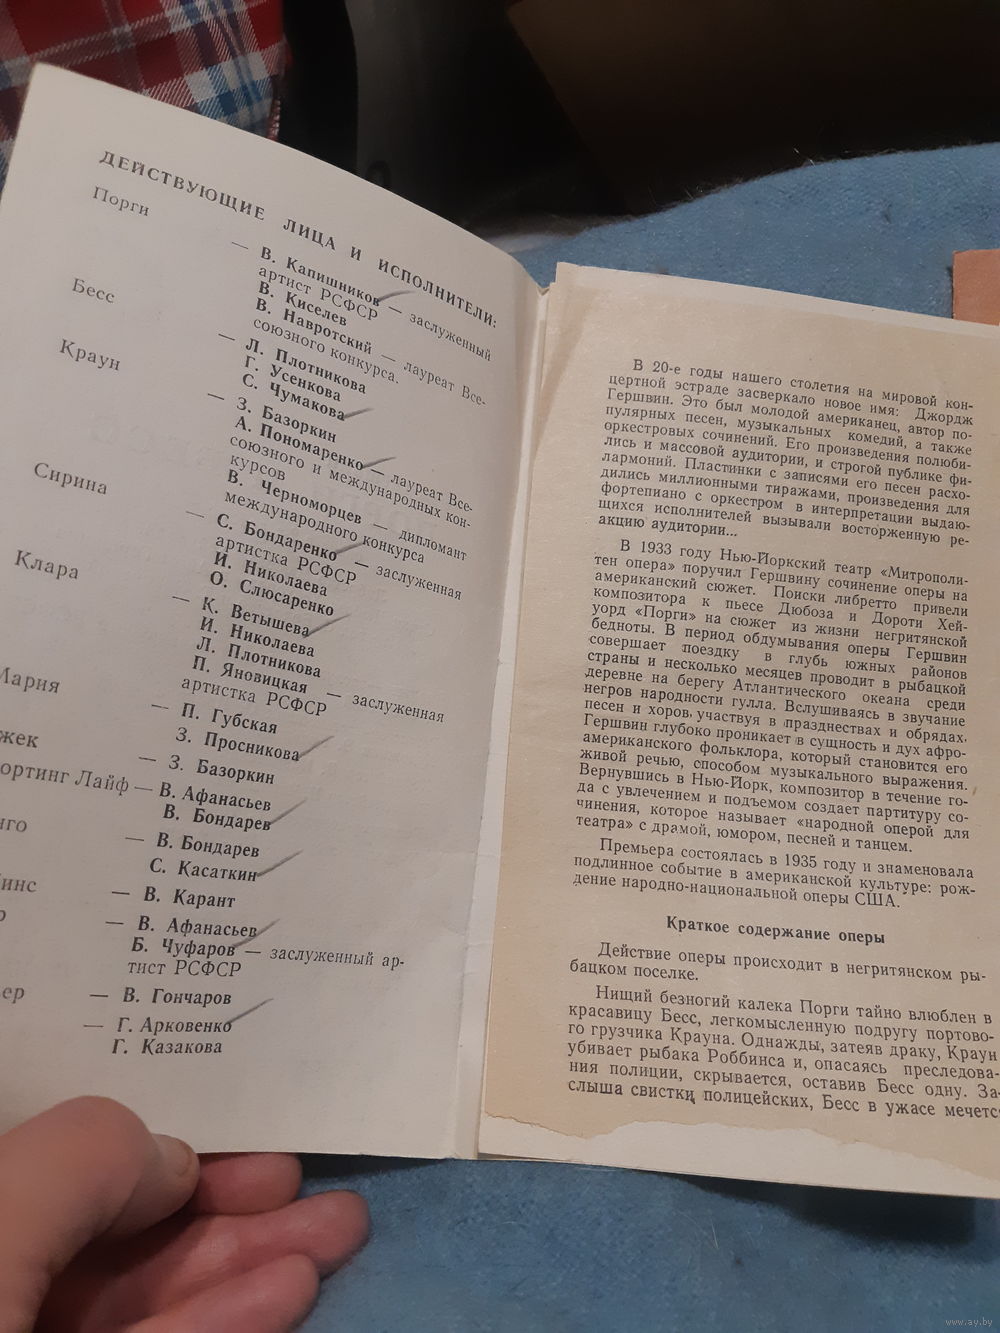 ДЕЙСТВУЮЩИЕ ЛИЦА И ИСПОЛНИТЕЛИ:
Порги
— В. Капишников — заслуженный
артист РСФСР
В. Киселев
В. Навротский — лауреат Все-
союзного конкурса.
Бесс
— Л. Плотникова
Г. Усенкова
С. Чумакова
Краун
— З. Базоркин
А. Пономаренко — лауреат Все-
союзного и международных кон-
курсов
В. Черноморцев — дипломант
международного конкурса
Сирина
— С. Бондаренко — заслуженная
артистка РСФСР
И. Николаева
О. Слюсаренко
Клара
— К. Ветышева
И. Николаева
Л. Плотникова
П. Яновицкая — заслуженная
артистка РСФСР
Мария
— П. Губская
З. Просникова
жек
— З. Базоркин
ортинг Лайф — В. Афанасьев
В. Бондарев
нго
— В. Бондарев
С. Касаткин
инс
— В. Карант
р
— В. Афанасьев
Б. Чуфаров — заслуженный ар-
тист РСФСР
ер
— В. Гончаров
— Г. Арковенко
Г. Казакова
В 20-е годы нашего столетия на мировой кон-
цертной эстраде засверкало новое имя: Джордж
Гершвин. Это был молодой американец, автор по-
пулярных песен, музыкальных комедий, а также
оркестровых сочинений. Его произведения полюби-
лись и массовой аудитории, и строгой публике фи-
лармоний. Пластинки с записями его песен расхо-
дились миллионными тиражами, произведения для
фортепиано с оркестром в интерпретации выдаю-
щихся исполнителей вызывали восторженную ре-
акцию аудитории...
В 1933 году Нью-Йоркский театр «Митрополи-
тен опера» поручил Гершвину сочинение оперы на
американский сюжет. Поиски либретто привели
композитора к пьесе Дюбоза и Дороти Хей-
уорд «Порги» на сюжет из жизни негритянской
бедноты. В период обдумывания оперы Гершвин
совершает поездку в глубь южных районов
страны и несколько месяцев проводит в рыбацкой
деревне на берегу Атлантического океана среди
негров народности гулла. Вслушиваясь в звучание
песен и хоров, участвуя в празднествах и обрядах,
Гершвин глубоко проникает в сущность и дух афро-
американского фольклора, который становится его
живой речью, способом музыкального выражения.
Вернувшись в Нью-Йорк, композитор в течение го-
да с увлечением и подъемом создает партитуру со-
чинения, которое называет «народной оперой для
театра» с драмой, юмором, песней и танцем.
Премьера состоялась в 1935 году и знаменовала
подлинное событие в американской культуре: рож-
дение народно-национальной оперы США.
Краткое содержание оперы
Действие оперы происходит в негритянском ры-
бацком поселке.
Нищий безногий калека Порги тайно влюблен в
красавицу Бесс, легкомысленную подругу портово-
го грузчика Крауна. Однажды, затеяв драку, Краун
убивает рыбака Роббинса и, опасаясь преследова-
ния полиции, скрывается, оставив Бесс одну. За-
слыша свистки полицейских, Бесс в ужасе мечетс
www.ay.by